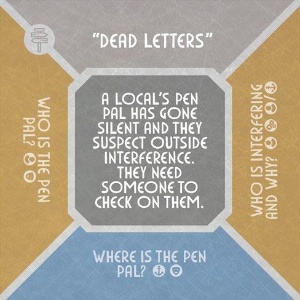 "DEAD LETTERS"
A LOCAL'S PEN
PAL HAS GONE
SILENT AND THEY
SUSPECT OUTSIDE
INTERFERENCE.
THEY NEED
SOMEONE TO
CHECK ON THEM.
WHO IS THE PEN
PAL?
WHO IS INTERFERING
AND WHY?
/
WHERE IS THE PEN
PAL?